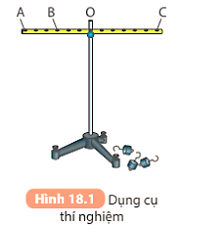 A B O C
Hình 18.1 Dụng cụ
thí nghiệm